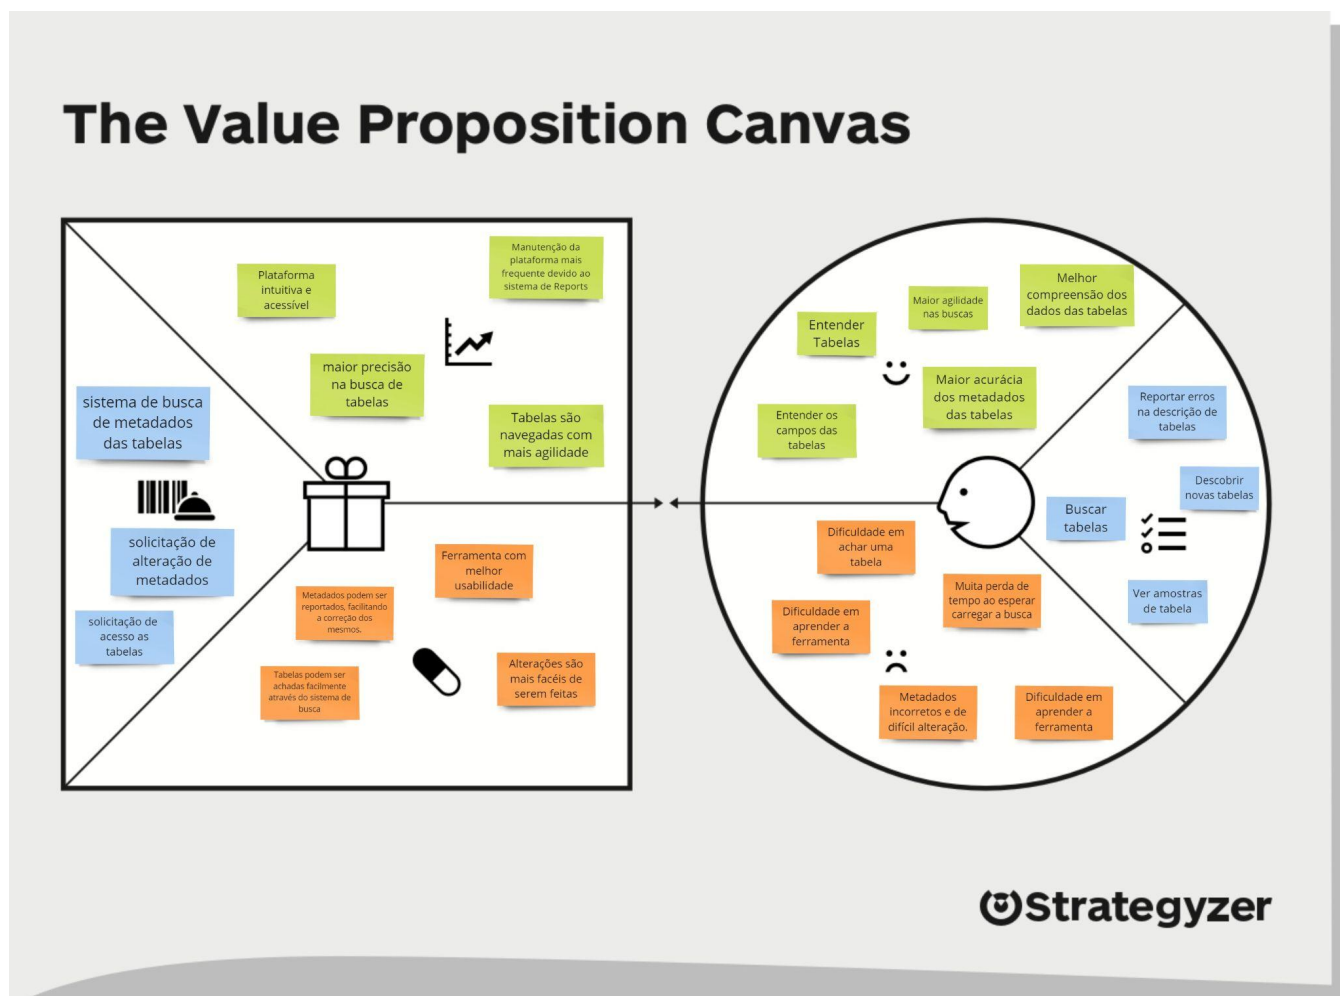 The Value Proposition Canvas
Plataforma
intuitiva e
acessível
Manutenção da
plataforma mais
frequente devido ao
sistema de Reports
maior precisão
na busca de
tabelas
Tabelas são
navegadas com
mais agilidade
sistema de busca
de metadados
das tabelas
solicitação de
alteração de
metadados
solicitação de
acesso as
tabelas
Ferramenta com
melhor
usabilidade
Metadados podem ser
reportados, facilitando
a correção dos
mesmos.
Tabelas podem ser
achadas facilmente
através do sistema de
busca
Alterações são
mais facéis de
serem feitas
Entender
Tabelas
Maior agilidade
nas buscas
Melhor
compreensão dos
dados das tabelas
Maior acurácia
dos metadados
das tabelas
Entender os
campos das
tabelas
Reportar erros
na descrição de
tabelas
Descobrir
novas tabelas
Buscar
tabelas
Ver amostras
de tabela
Dificuldade em
achar uma
tabela
Muita perda de
tempo ao esperar
carregar a busca
Dificuldade em
aprender a
ferramenta
Metadados
incorretos e de
difícil alteração.
Dificuldade em
aprender a
ferramenta
Strategyzer